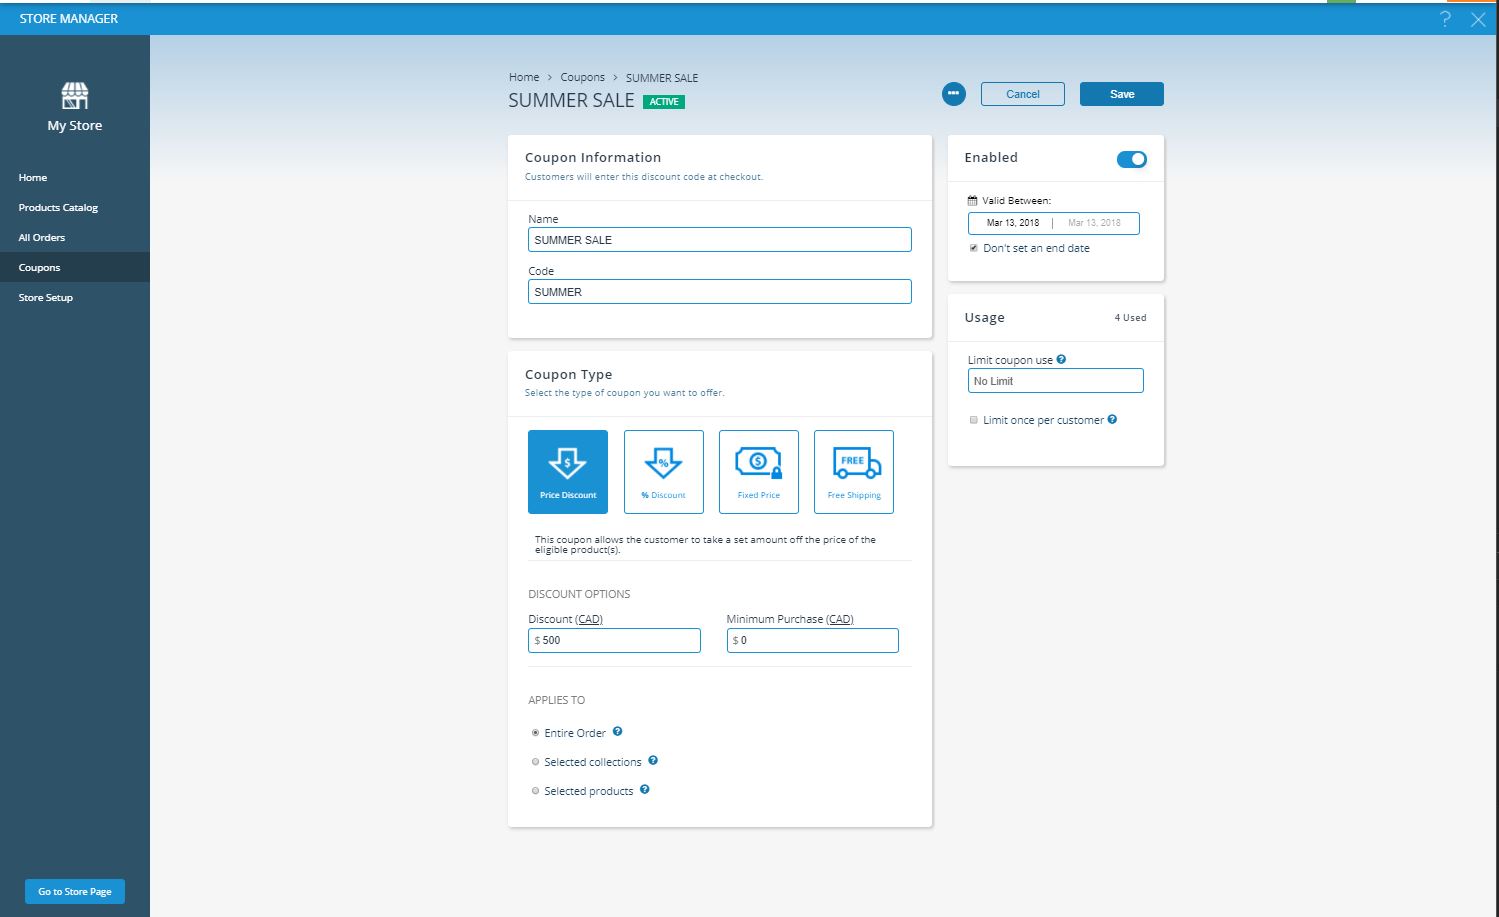 STORE MANAGER
?
My Store
Home
Products Catalog
All Orders
Coupons
Store Setup
Go to Store Page
Home > Coupons > SUMMER SALE
SUMMER SALE ACTIVE
Cancel
Save
Coupon Information
Customers will enter this discount code at checkout.
Name
SUMMER SALE
Code
SUMMER
Coupon Type
Select the type of coupon you want to offer.
$
Price Discount
%
% Discount
$
Fixed Price
FREE
Free Shipping
This coupon allows the customer to take a set amount off the price of the
eligible product(s).
DISCOUNT OPTIONS
Discount (CAD)
$ 500
Minimum Purchase (CAD)
$ 0
APPLIES TO
Entire Order ?
Selected collections ?
Selected products ?
Enabled
Valid Between:
Mar 13, 2018 | Mar 13, 2018
Don't set an end date
Usage 4 Used
Limit coupon use ?
No Limit
Limit once per customer ?